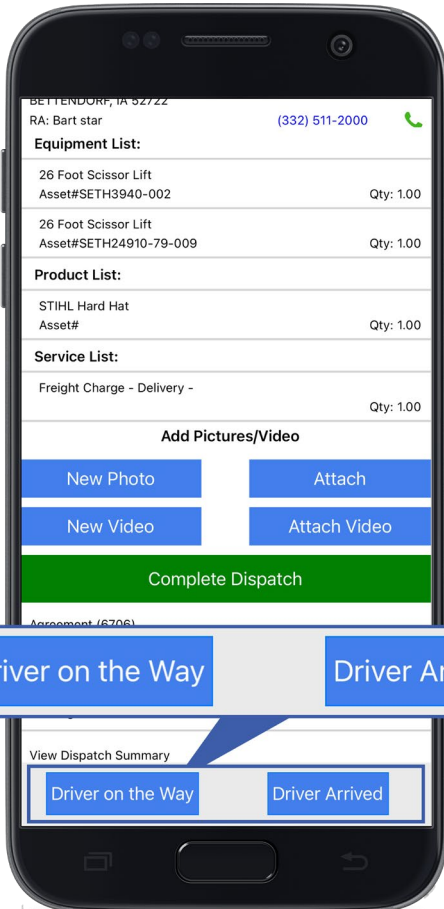 BETTENDORF, IA 52722
RA: Bart star (332) 511-2000
Equipment List:
26 Foot Scissor Lift
Asset#SETH3940-002 Qty: 1.00
26 Foot Scissor Lift
Asset#SETH24910-79-009 Qty: 1.00
Product List:
STIHL Hard Hat
Asset# Qty: 1.00
Service List:
Freight Charge - Delivery -
Qty: 1.00
Add Pictures/Video
New Photo Attach
New Video Attach Video
Complete Dispatch
Agreement (6706)
river on the Way Driver Ar
View Dispatch Summary
Driver on the Way Driver Arrived